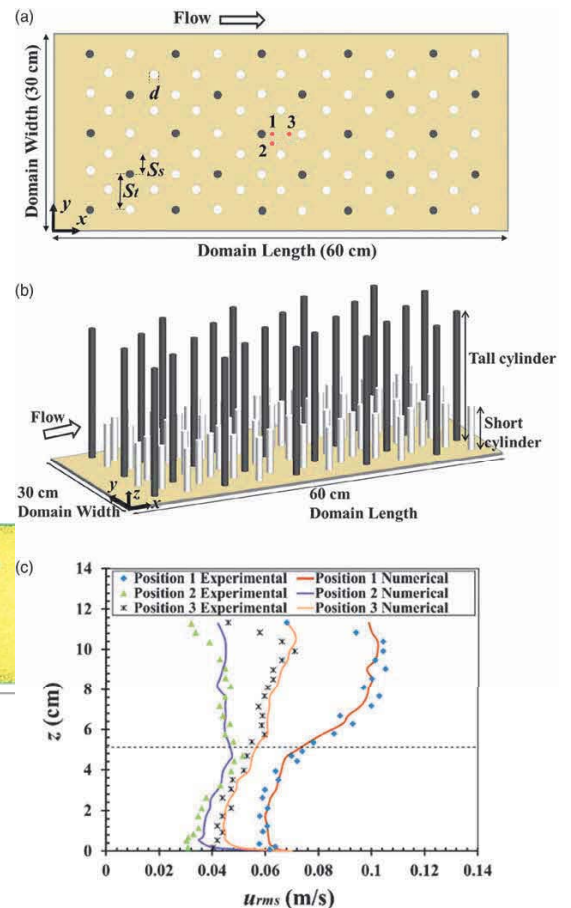 (a)
Flow
Domain Width (30 cm)
d
1 3
2
Ss
St
y
x
Domain Length (60 cm)
(b)
Tall cylinder
Flow
Short
cylinder
30 cm
Domain Width
y z x
60 cm
Domain Length
(c)
Position 1 Experimental Position 1 Numerical
Position 2 Experimental Position 2 Numerical
Position 3 Experimental Position 3 Numerical
z (cm)
14
12
10
8
6
4
2
0
0 0.02 0.04 0.06 0.08 0.1 0.12 0.14
urms (m/s)